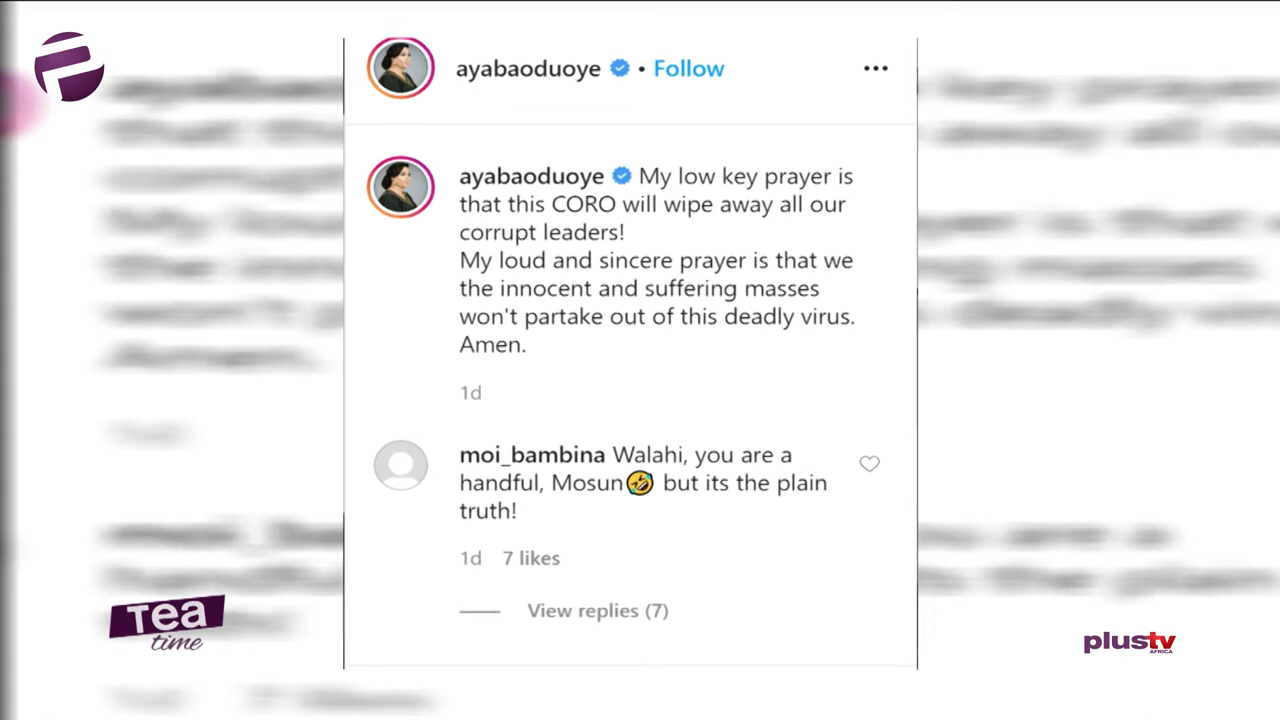 ayabaoduoye • Follow
ayabaoduoye My low key prayer is
that this CORO will wipe away all our
corrupt leaders!
My loud and sincere prayer is that we
the innocent and suffering masses
won't partake out of this deadly virus.
Amen.
1d
moi_bambina Walahi, you are a
handful, Mosun🤣 but its the plain
truth!
1d 7 likes
View replies (7)
Tea
time
plustv
AFRICA